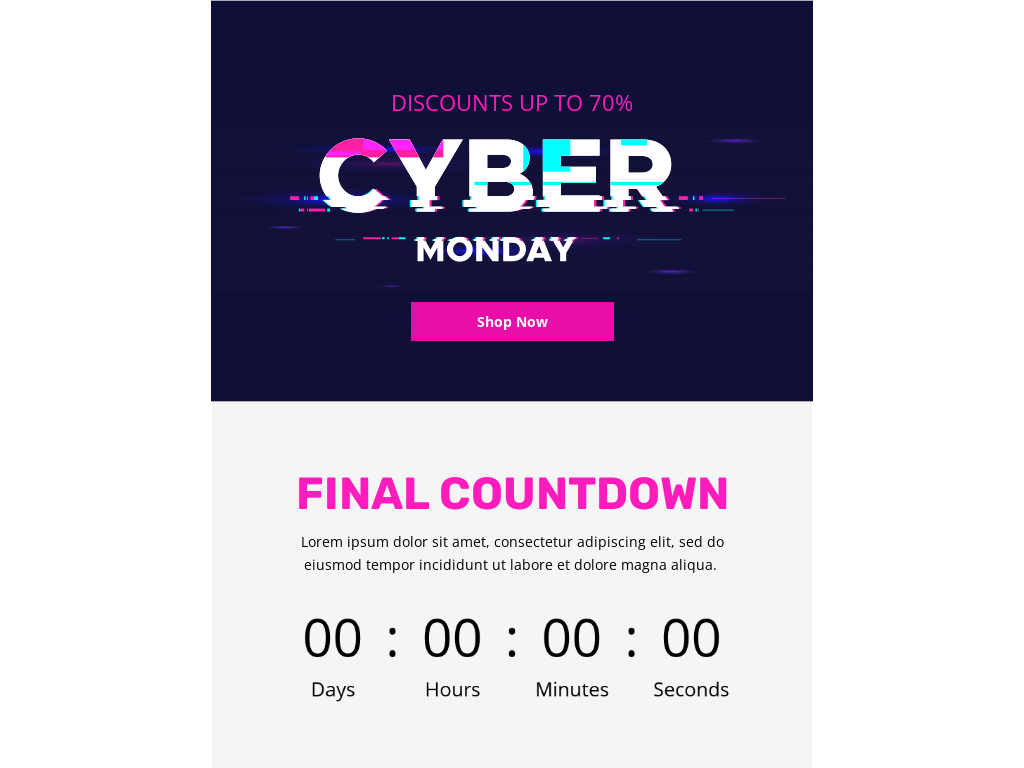 DISCOUNTS UP TO 70%
CYBER
MONDAY
Shop Now
FINAL COUNTDOWN
Lorem ipsum dolor sit amet, consectetur adipiscing elit, sed do
eiusmod tempor incididunt ut labore et dolore magna aliqua.
00 : 00 : 00 : 00
Days Hours Minutes Seconds